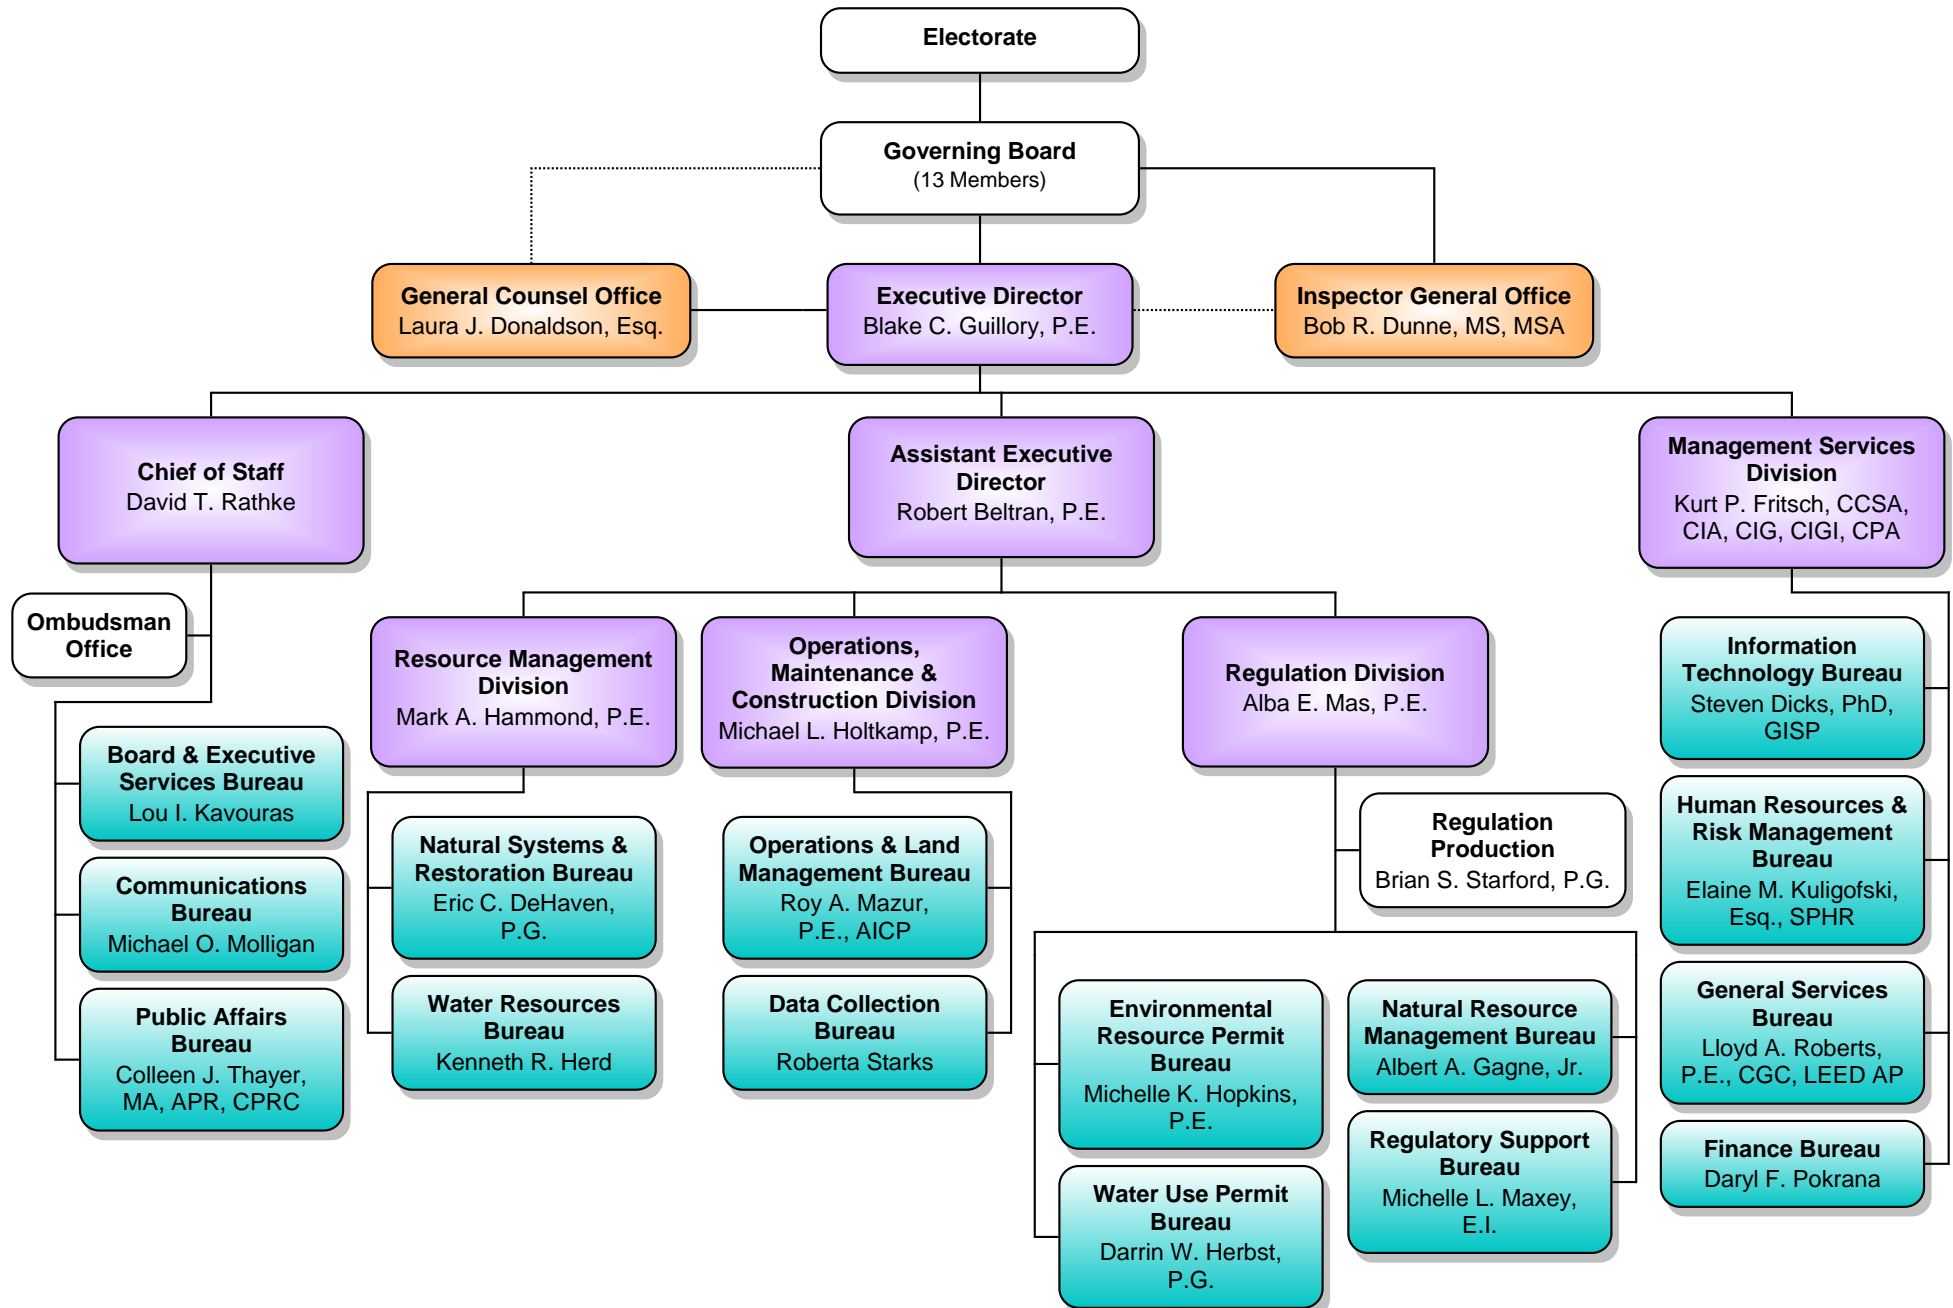 Electorate
Governing Board
(13 Members)
General Counsel Office
Laura J. Donaldson, Esq.
Executive Director
Blake C. Guillory, P.E.
Inspector General Office
Bob R. Dunne, MS, MSA
Chief of Staff
David T. Rathke
Assistant Executive
Director
Robert Beltran, P.E.
Management Services
Division
Kurt P. Fritsch, CCSA,
CIA, CIG, CIGI, CPA
Ombudsman
Office
Board & Executive
Services Bureau
Lou I. Kavouras
Communications
Bureau
Michael O. Molligan
Public Affairs
Bureau
Colleen J. Thayer,
MA, APR, CPRC
Resource Management
Division
Mark A. Hammond, P.E.
Natural Systems &
Restoration Bureau
Eric C. DeHaven,
P.G.
Water Resources
Bureau
Kenneth R. Herd
Operations,
Maintenance &
Construction Division
Michael L. Holtkamp, P.E.
Operations & Land
Management Bureau
Roy A. Mazur,
P.E., AICP
Data Collection
Bureau
Roberta Starks
Regulation Division
Alba E. Mas, P.E.
Regulation
Production
Brian S. Starford, P.G.
Environmental
Resource Permit
Bureau
Michelle K. Hopkins,
P.E.
Water Use Permit
Bureau
Darrin W. Herbst,
P.G.
Natural Resource
Management Bureau
Albert A. Gagne, Jr.
Regulatory Support
Bureau
Michelle L. Maxey,
E.I.
Information
Technology Bureau
Steven Dicks, PhD,
GISP
Human Resources &
Risk Management
Bureau
Elaine M. Kuligofski,
Esq., SPHR
General Services
Bureau
Lloyd A. Roberts,
P.E., CGC, LEED AP
Finance Bureau
Daryl F. Pokrana